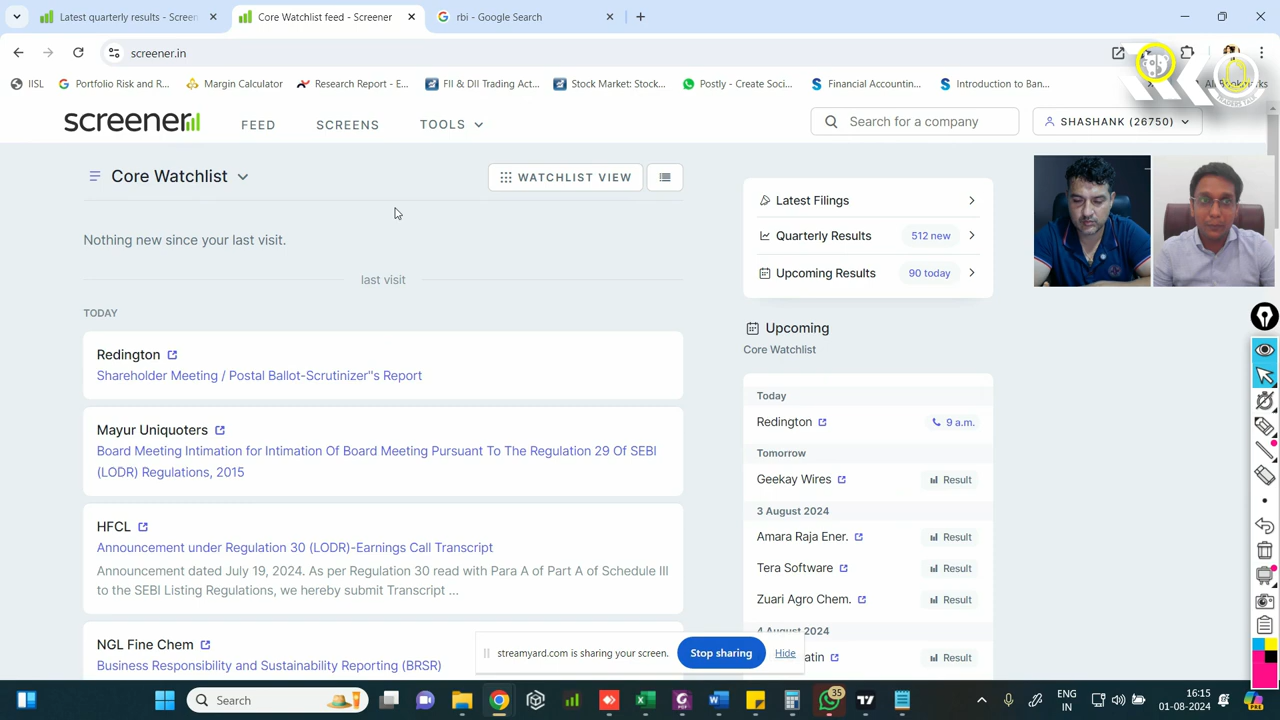 Latest quarterly results - Screen
Core Watchlist feed - Screener
rbi - Google Search
screener.in
IISL
Portfolio Risk and R...
Margin Calculator
Research Report - E...
FII & DII Trading Act...
Stock Market: Stock...
Postly - Create Soci...
Financial Accountin...
Introduction to Ban...
All Bookmarks
screener
FEED
SCREENS
TOOLS
Search for a company
SHASHANK (26750)
Core Watchlist
WATCHLIST VIEW
Nothing new since your last visit.
last visit
TODAY
Redington
Shareholder Meeting / Postal Ballot-Scrutinizer"s Report
Mayur Uniquoters
Board Meeting Intimation for Intimation Of Board Meeting Pursuant To The Regulation 29 Of SEBI
(LODR) Regulations, 2015
HFCL
Announcement under Regulation 30 (LODR)-Earnings Call Transcript
Announcement dated July 19, 2024. As per Regulation 30 read with Para A of Part A of Schedule III
to the SEBI Listing Regulations, we hereby submit Transcript ...
NGL Fine Chem
Business Responsibility and Sustainability Reporting (BRSR)
Latest Filings
Quarterly Results 512 new
Upcoming Results 90 today
Upcoming
Core Watchlist
Today
Redington 9 a.m.
Tomorrow
Geekay Wires Result
3 August 2024
Amara Raja Ener. Result
Tera Software Result
Zuari Agro Chem. Result
4 August 2024
atin Result
streamyard.com is sharing your screen.
Stop sharing
Hide
Search
35
ENG
IN
16:15
01-08-2024